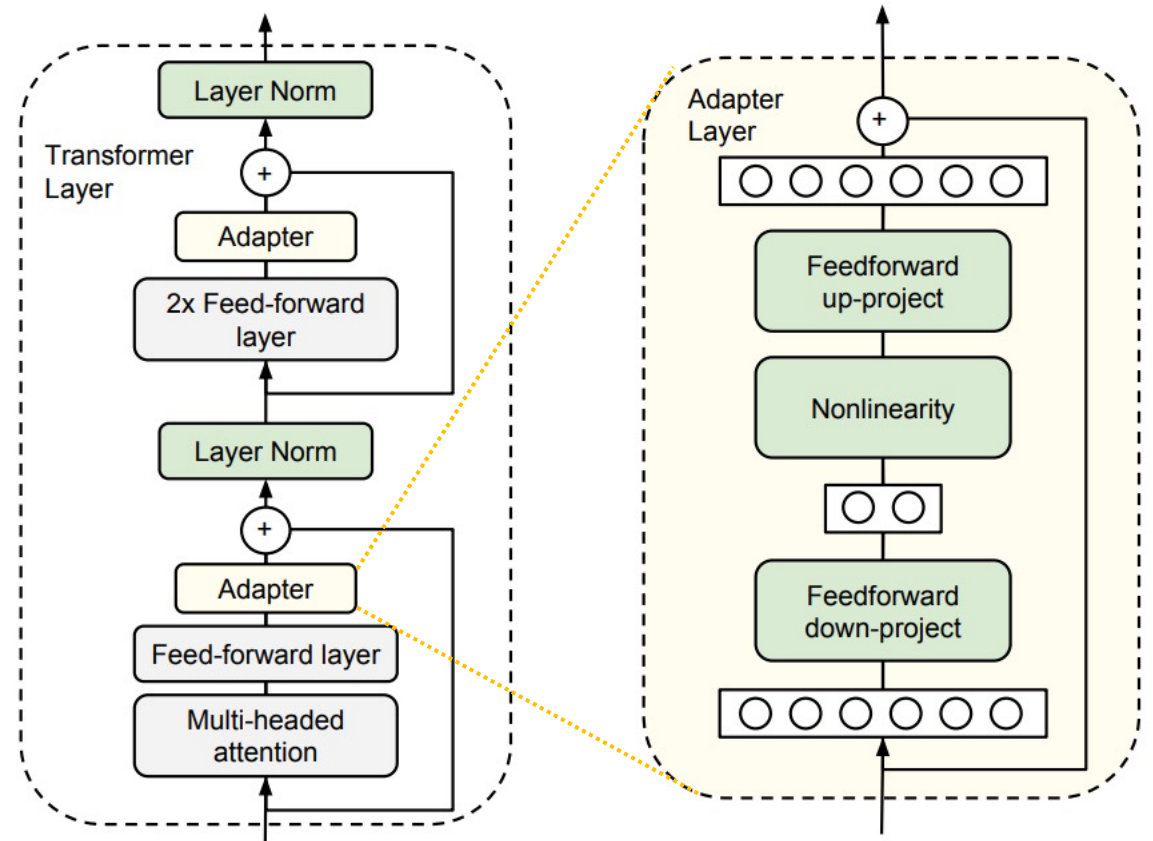 Layer Norm
Transformer
Layer
+
Adapter
2x Feed-forward
layer
Layer Norm
+
Adapter
Feed-forward layer
Multi-headed
attention
Adapter
Layer
+
Feedforward
up-project
Nonlinearity
Feedforward
down-project